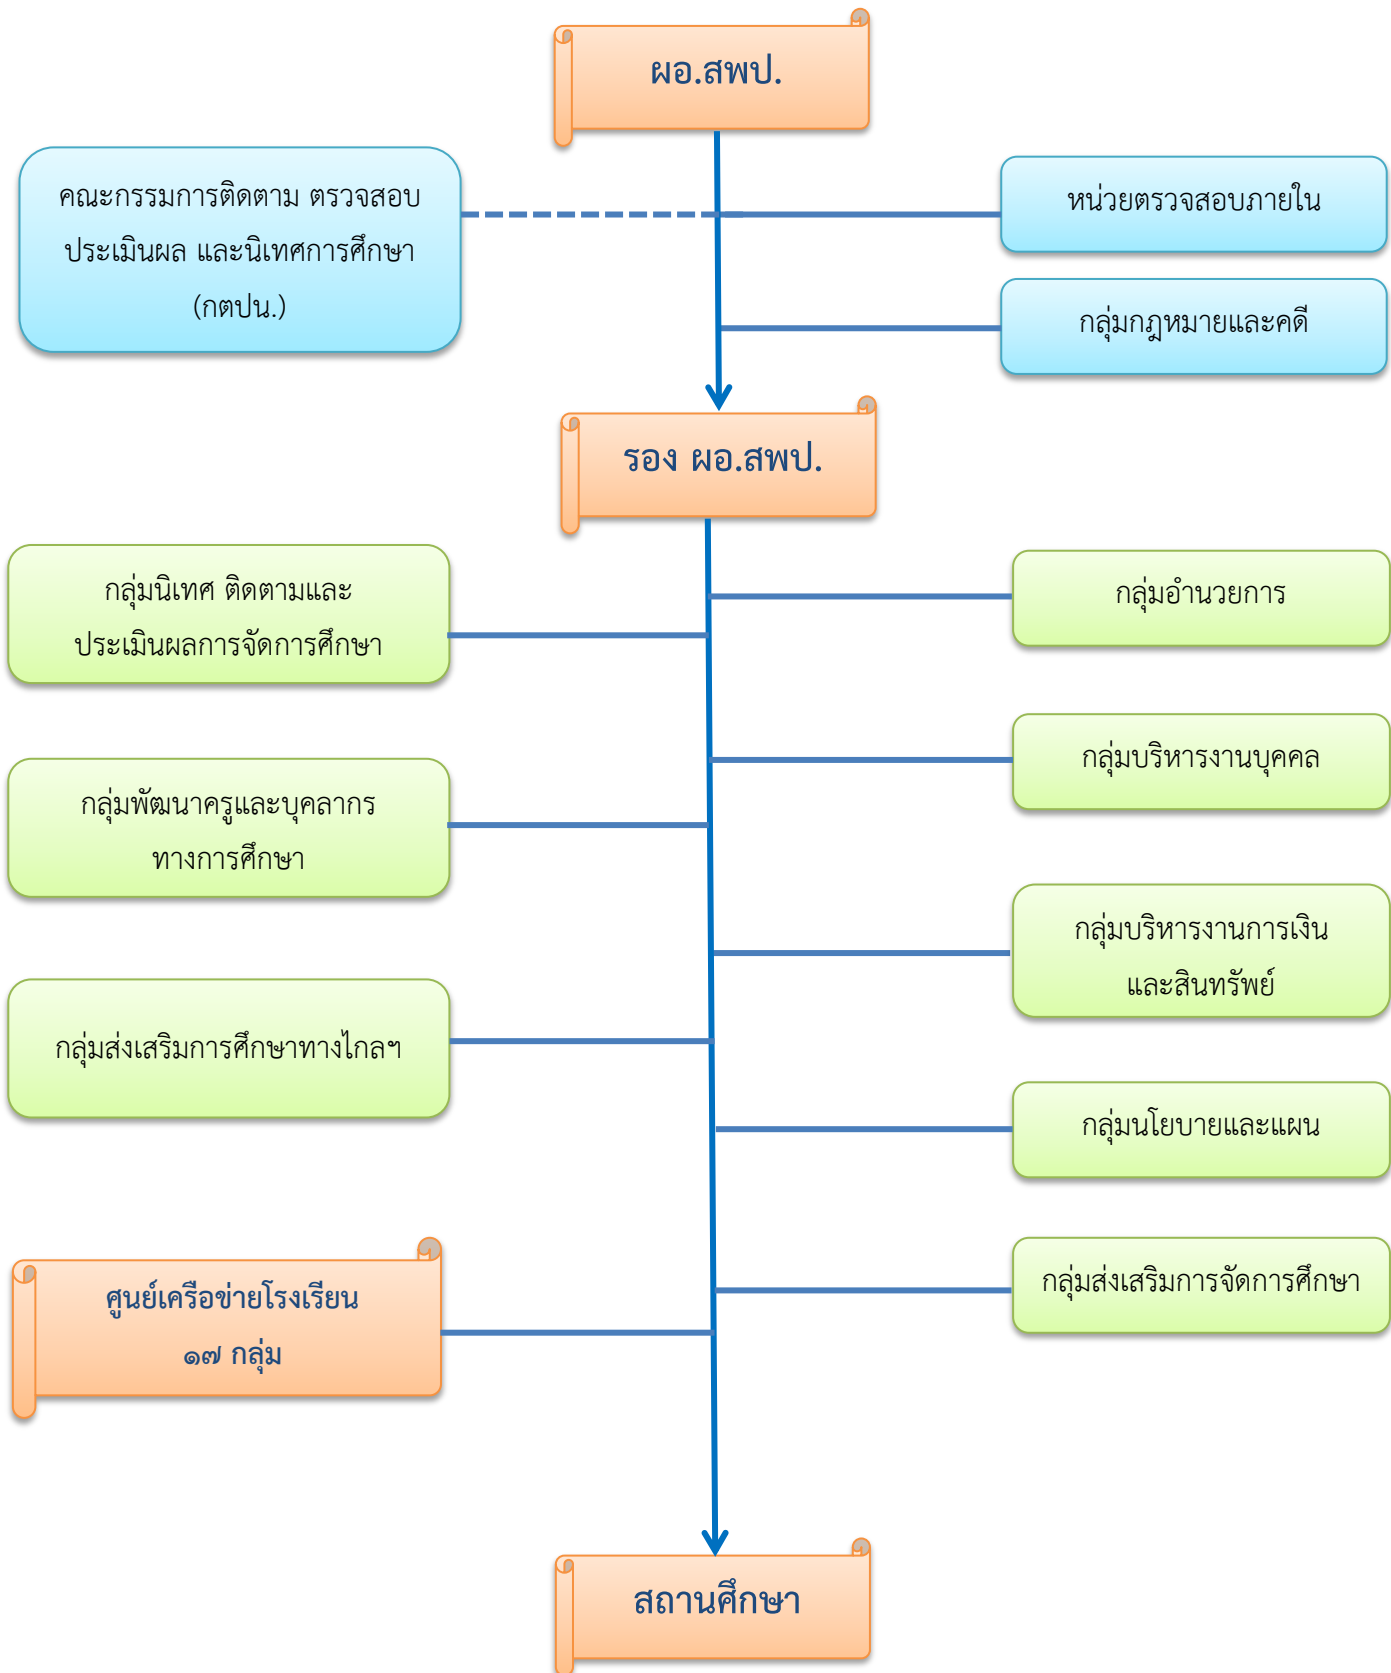 ผอ.สพป.
คณะกรรมการติดตาม ตรวจสอบ
ประเมินผล และนิเทศการศึกษา
(กตปน.)
หน่วยตรวจสอบภายใน
กลุ่มกฎหมายและคดี
รอง ผอ.สพป.
กลุ่มนิเทศ ติดตามและ
ประเมินผลการจัดการศึกษา
กลุ่มอำนวยการ
กลุ่มบริหารงานบุคคล
กลุ่มพัฒนาครูและบุคลากร
ทางการศึกษา
กลุ่มบริหารงานการเงิน
และสินทรัพย์
กลุ่มส่งเสริมการศึกษาทางไกลฯ
กลุ่มนโยบายและแผน
กลุ่มส่งเสริมการจัดการศึกษา
ศูนย์เครือข่ายโรงเรียน
๑๗ กลุ่ม
สถานศึกษา